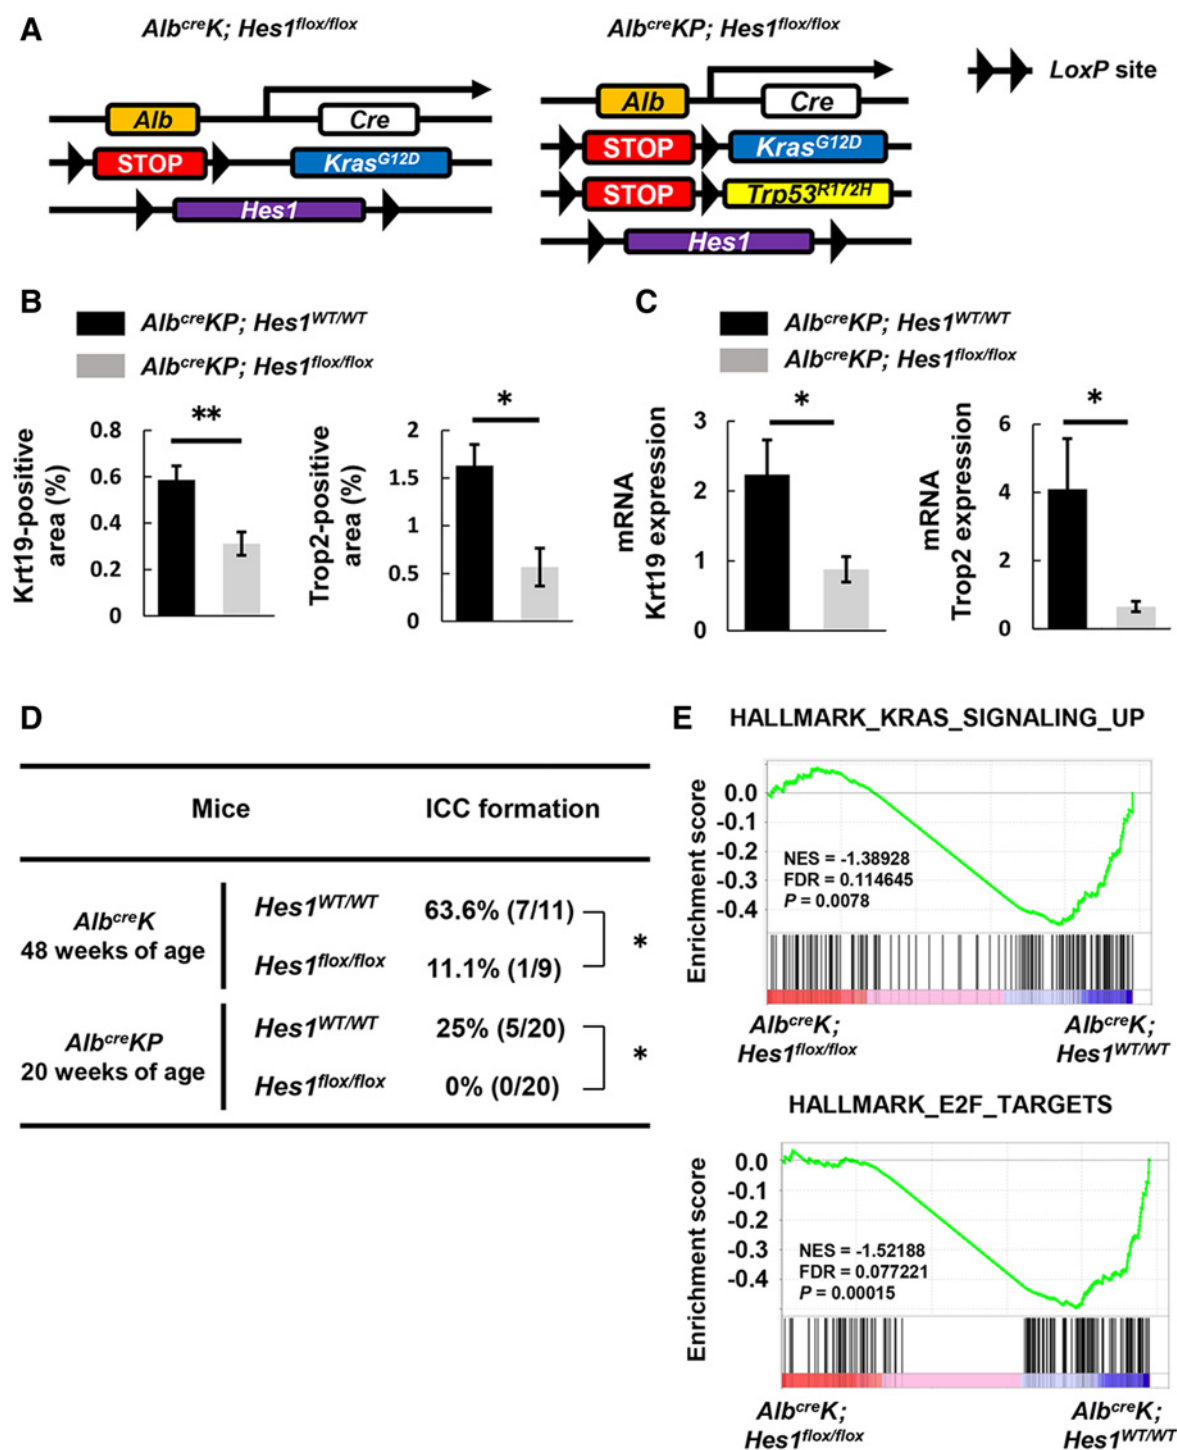 A
Alb^cre K; Hes1^flox/flox
Alb^cre KP; Hes1^flox/flox
Alb
Cre
STOP
Kras^G12D
Hes1
Alb
Cre
STOP
Kras^G12D
STOP
Trp53^R172H
Hes1
LoxP site
B
Alb^cre KP; Hes1^WT/WT
Alb^cre KP; Hes1^flox/flox
Krt19-positive
area (%)
0.8
0.6
0.4
0.2
0
**
Trop2-positive
area (%)
2
1.5
1
0.5
0
*
C
Alb^cre KP; Hes1^WT/WT
Alb^cre KP; Hes1^flox/flox
mRNA
Krt19 expression
3
2
1
0
*
mRNA
Trop2 expression
6
4
2
0
*
D
Mice ICC formation
Alb^cre K
48 weeks of age
Hes1^WT/WT 63.6% (7/11)
Hes1^flox/flox 11.1% (1/9)
*
Alb^cre KP
20 weeks of age
Hes1^WT/WT 25% (5/20)
Hes1^flox/flox 0% (0/20)
*
E
HALLMARK_KRAS_SIGNALING_UP
Enrichment score
0.0
-0.1
-0.2
-0.3
-0.4
NES = -1.38928
FDR = 0.114645
P = 0.0078
Alb^cre K;
Hes1^flox/flox
Alb^cre K;
Hes1^WT/WT
HALLMARK_E2F_TARGETS
Enrichment score
0.0
-0.1
-0.2
-0.3
-0.4
NES = -1.52188
FDR = 0.077221
P = 0.00015
Alb^cre K;
Hes1^flox/flox
Alb^cre K;
Hes1^WT/WT